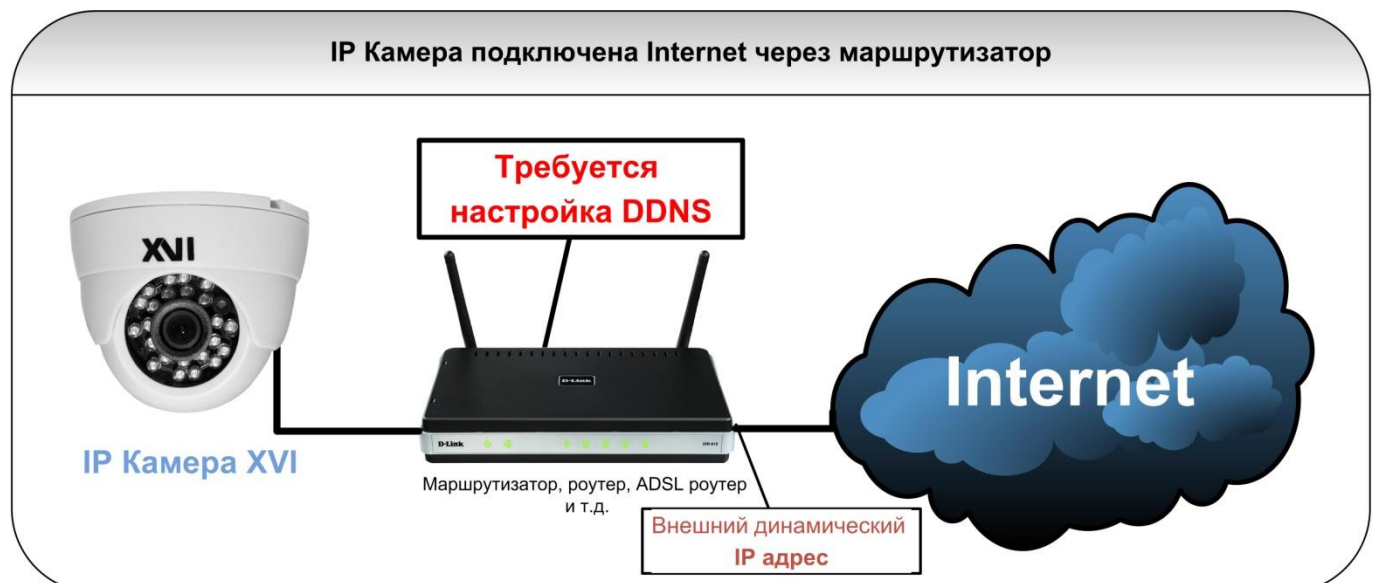 IP Камера подключена Internet через маршрутизатор
Требуется
настройка DDNS
XVI
D-Link
Internet
D-Link
IP Камера XVI
Маршрутизатор, роутер, ADSL роутер
и т.д.
Внешний динамический
IP адрес